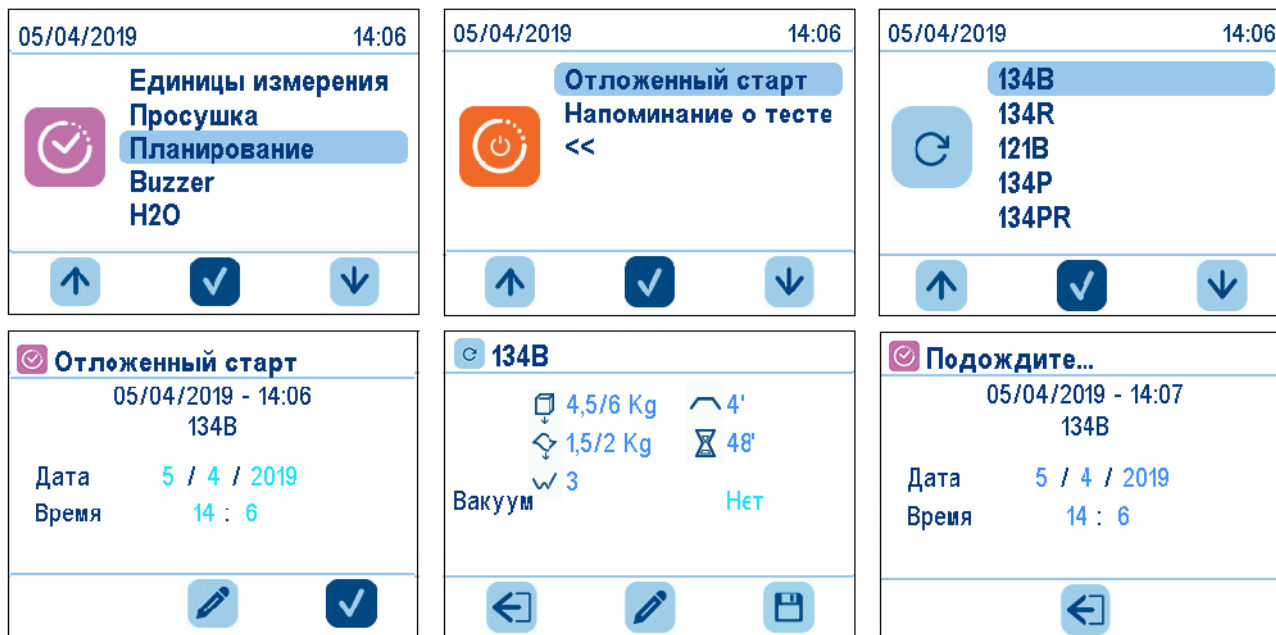 05/04/2019 14:06
Единицы измерения
Просушка
Планирование
Buzzer
H2O
05/04/2019 14:06
Отложенный старт
Напоминание о тесте
<<
05/04/2019 14:06
134B
134R
121B
134P
134PR
Отложенный старт
05/04/2019 - 14:06
134B
Дата 5 / 4 / 2019
Время 14 : 6
134B
4,5/6 Kg 4'
1,5/2 Kg 48'
3
Вакуум Нет
Подождите...
05/04/2019 - 14:07
134B
Дата 5 / 4 / 2019
Время 14 : 6